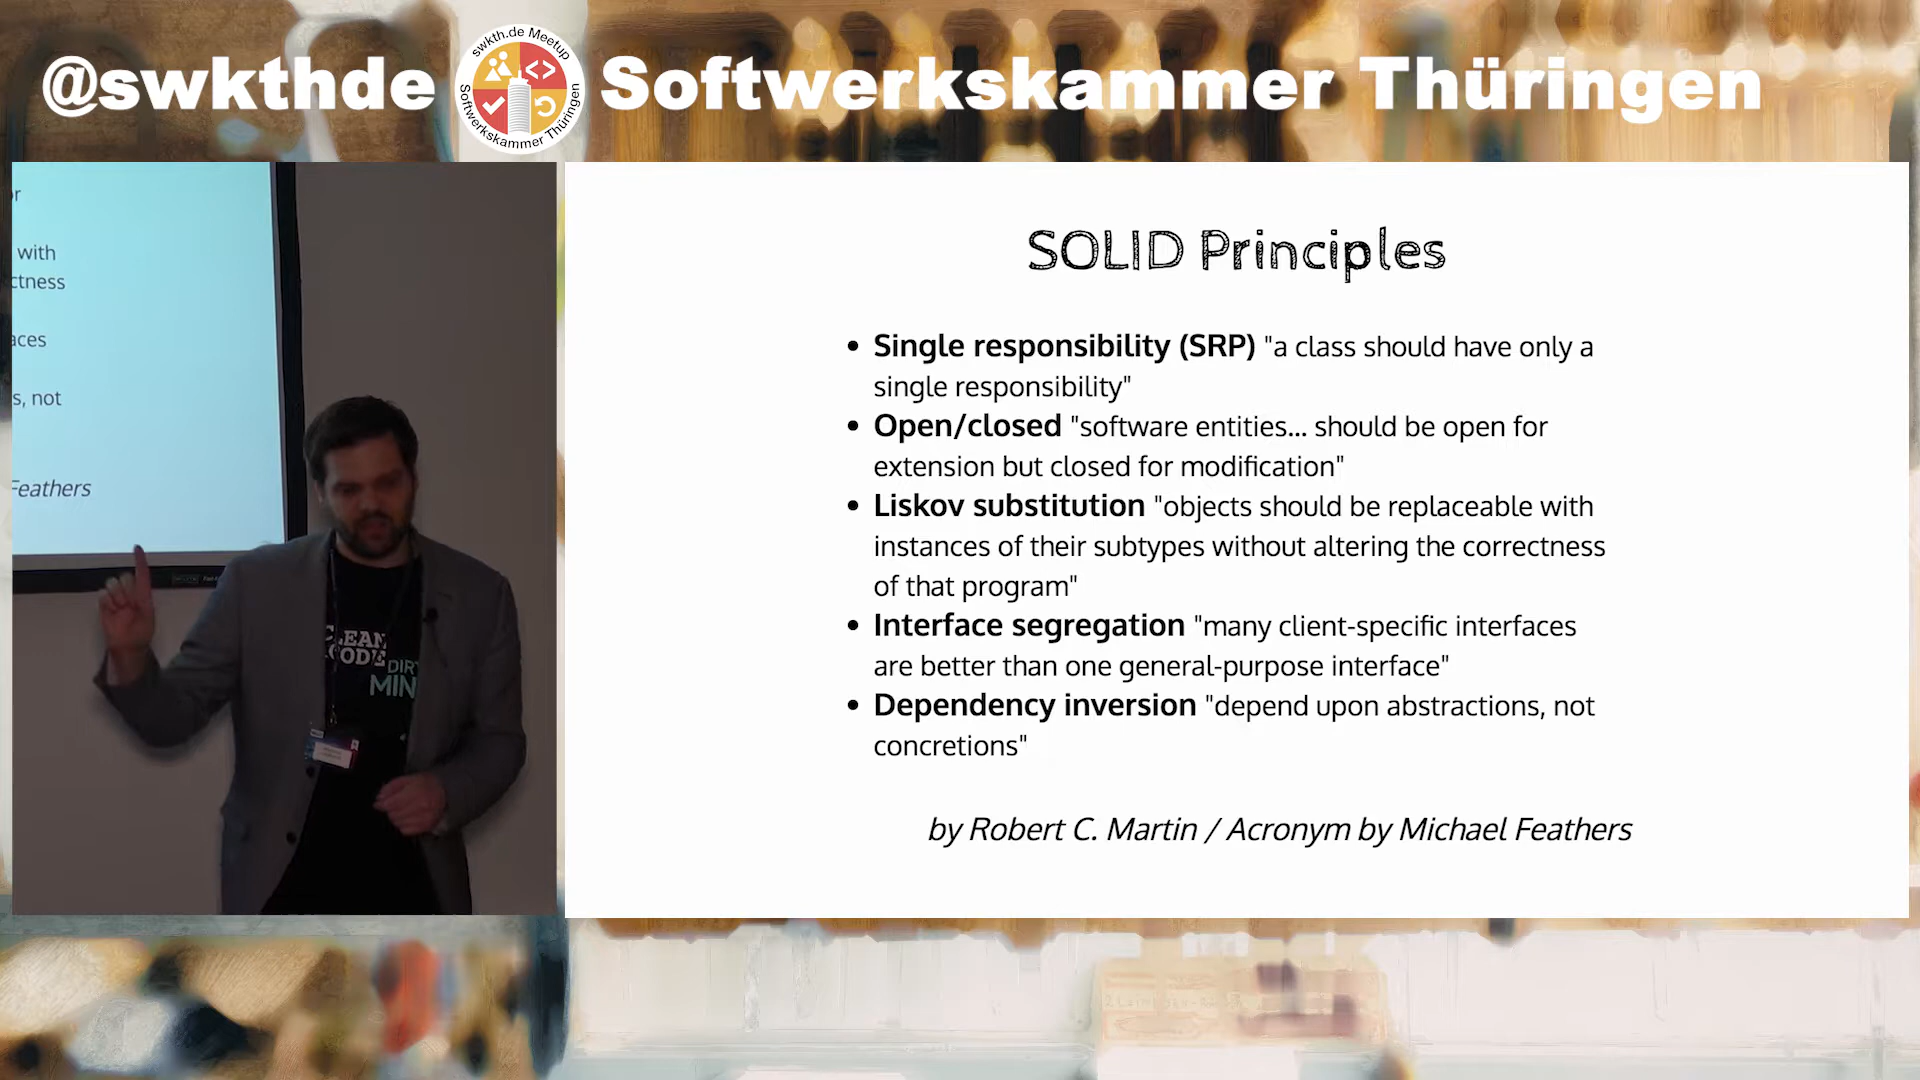 @swkthde
swkth.de Meetup
Softwerkskammer Thüringen
Softwerkskammer Thüringen
with
ctness
aces
s, not
Feathers
CLEAN
CODE
DIR
MIN
SOLID Principles
• Single responsibility (SRP) "a class should have only a
single responsibility"
• Open/closed "software entities... should be open for
extension but closed for modification"
• Liskov substitution "objects should be replaceable with
instances of their subtypes without altering the correctness
of that program"
• Interface segregation "many client-specific interfaces
are better than one general-purpose interface"
• Dependency inversion "depend upon abstractions, not
concretions"
by Robert C. Martin / Acronym by Michael Feathers